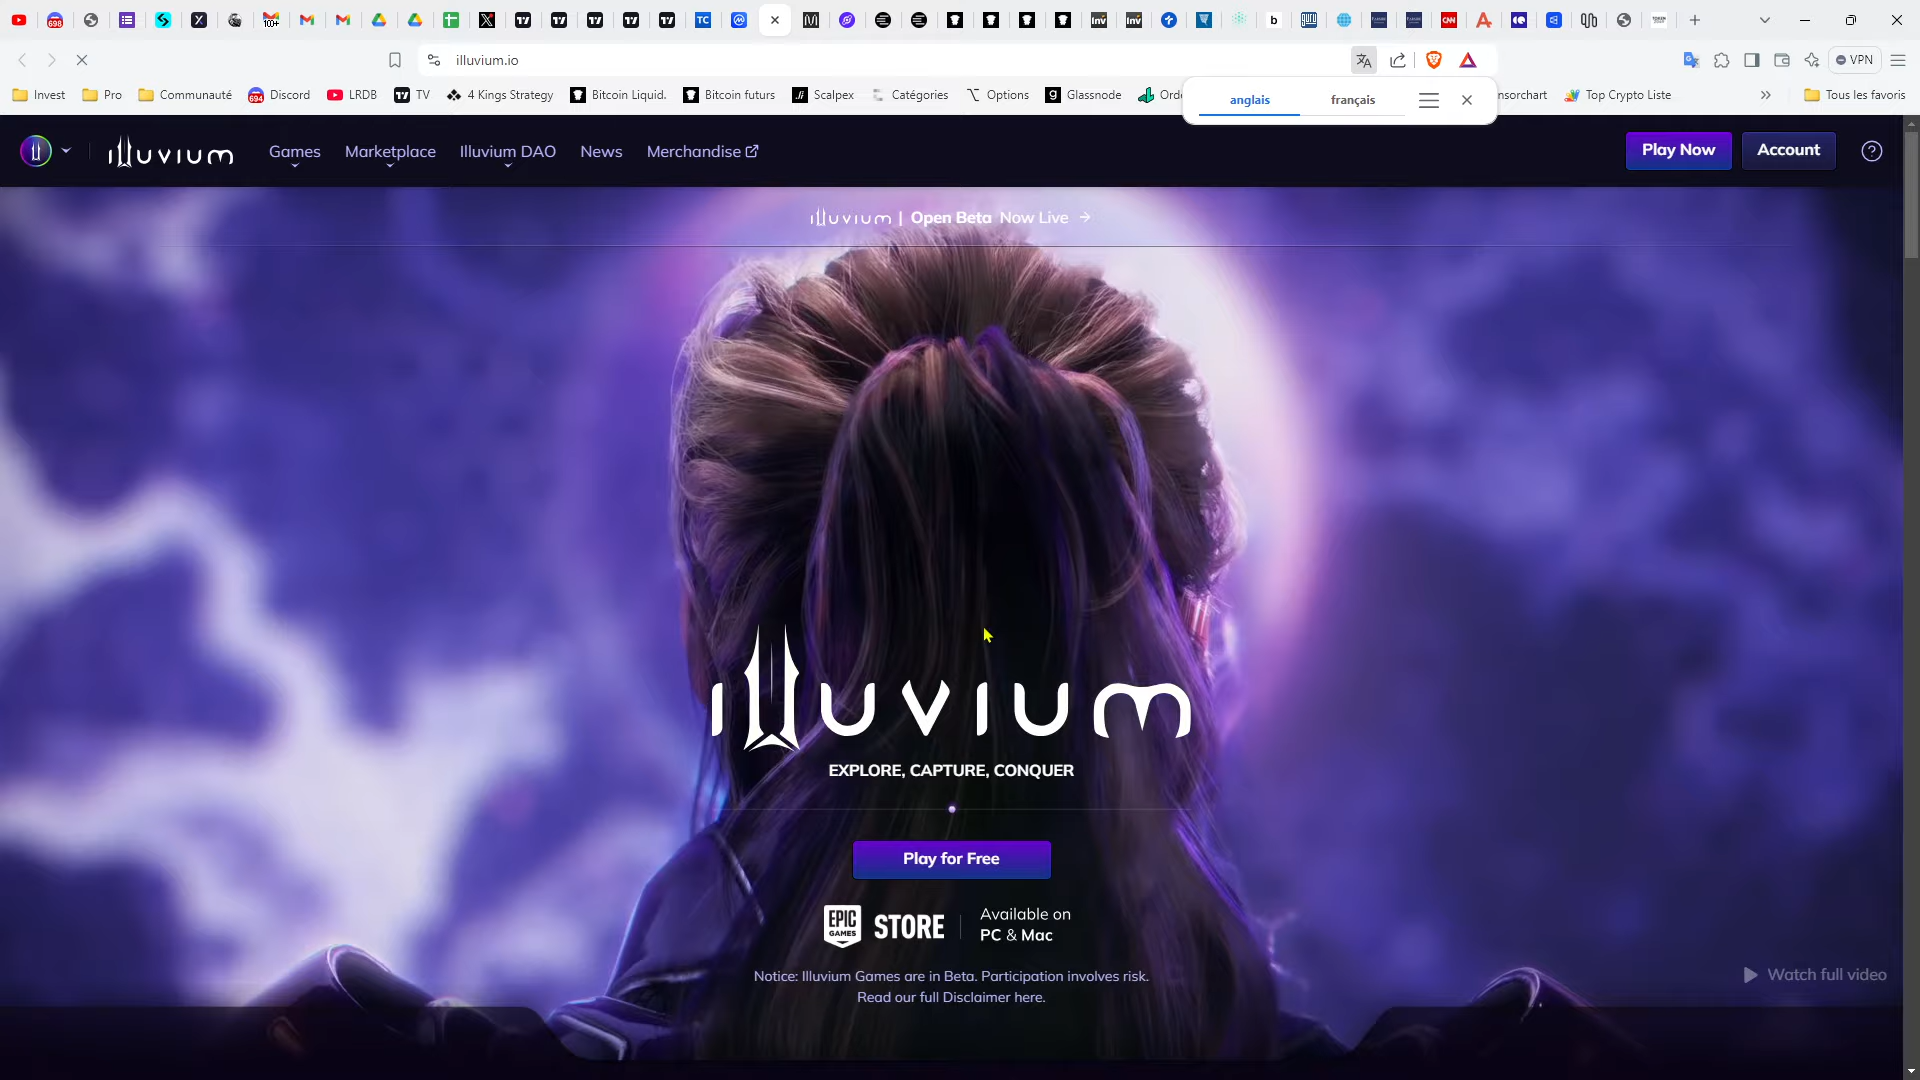 illuvium.io
VPN
Invest
Pro
Communauté
Discord
LRDB
TV
4 Kings Strategy
Bitcoin Liquid.
Bitcoin futurs
Scalpex
Catégories
Options
Glassnode
Top Crypto Liste
Tous les favoris
anglais
français
illuvium
Games
Marketplace
Illuvium DAO
News
Merchandise
Play Now
Account
illuvium | Open Beta Now Live
illuvium
EXPLORE, CAPTURE, CONQUER
Play for Free
EPIC GAMES STORE
Available on
PC & Mac
Notice: Illuvium Games are in Beta. Participation involves risk.
Read our full Disclaimer here.
Watch full video